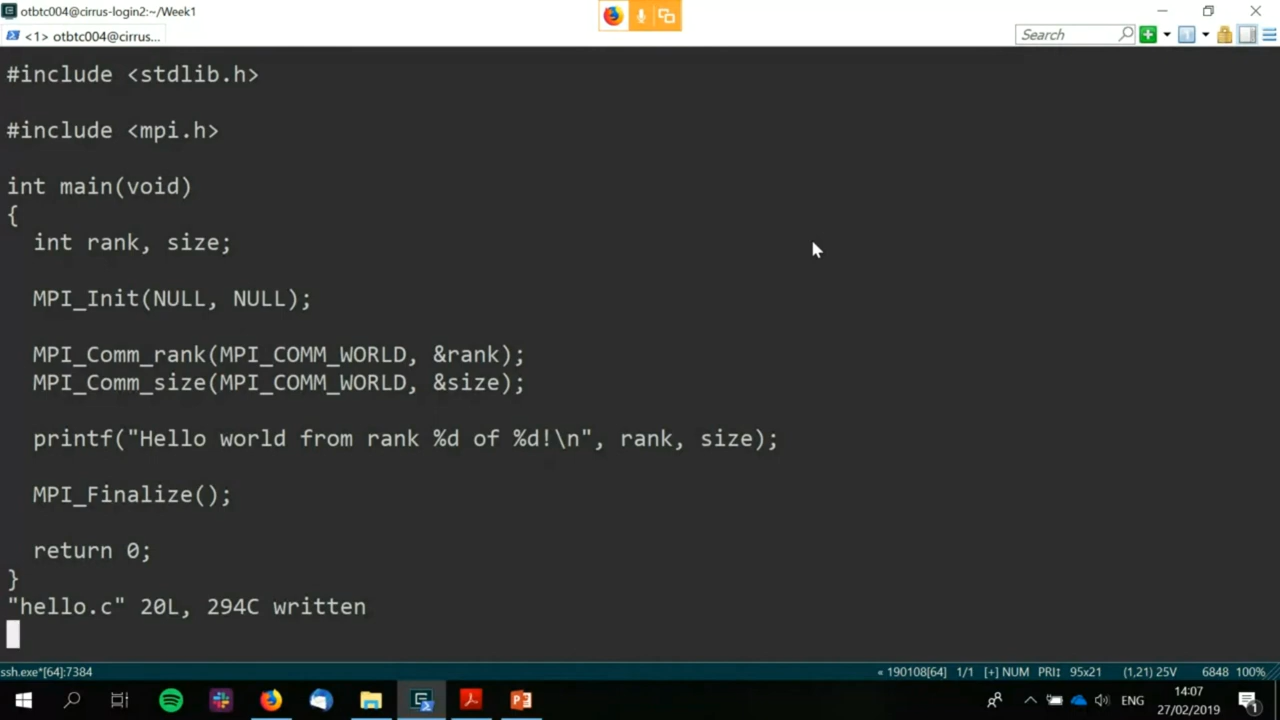 otbtc004@cirrus-login2:~/Week1
<1> otbtc004@cirrus...
Search
#include <stdlib.h>
#include <mpi.h>
int main(void)
{
int rank, size;
MPI_Init(NULL, NULL);
MPI_Comm_rank(MPI_COMM_WORLD, &rank);
MPI_Comm_size(MPI_COMM_WORLD, &size);
printf("Hello world from rank %d of %d!\n", rank, size);
MPI_Finalize();
return 0;
}
"hello.c" 20L, 294C written
ssh.exe*[64]:7384
« 190108[64] 1/1 [+] NUM PRI↕ 95x21 (1,21) 25V 6848 100%
ENG
14:07
27/02/2019
1